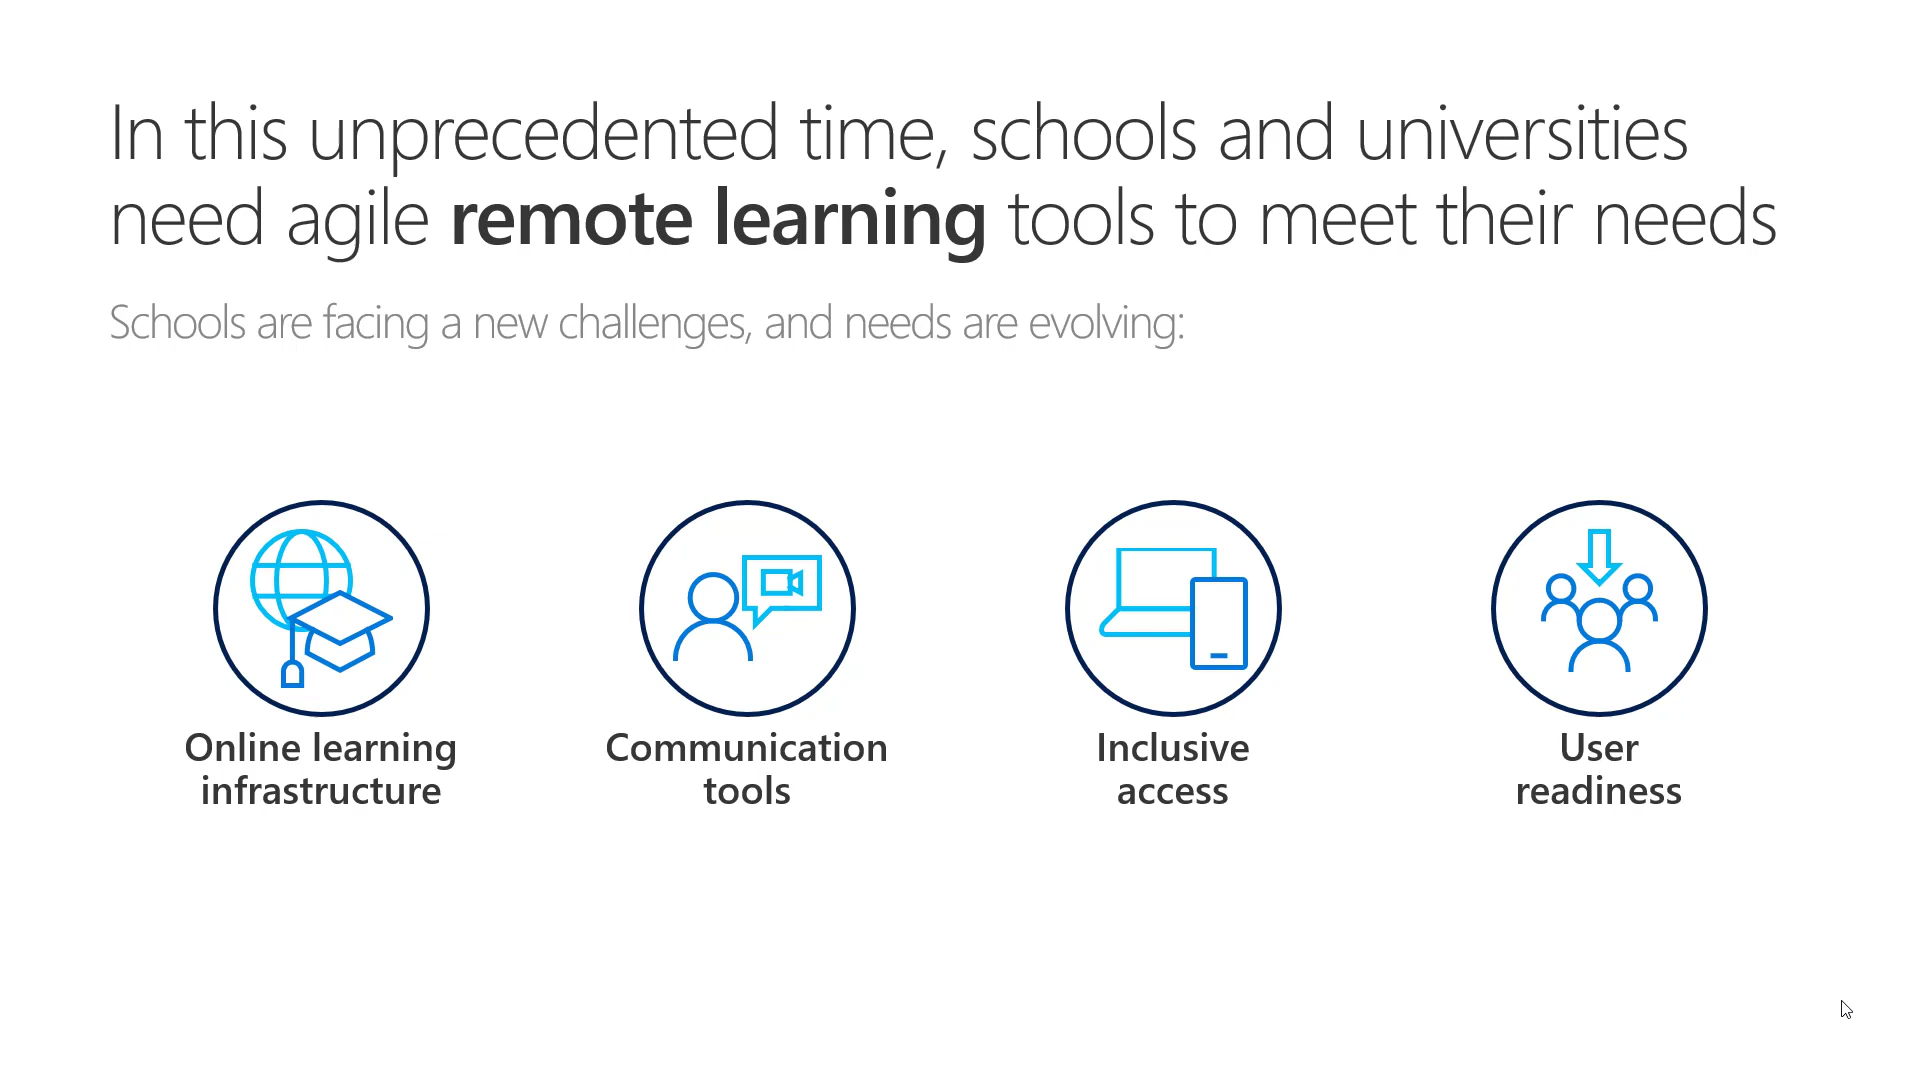 In this unprecedented time, schools and universities
need agile remote learning tools to meet their needs
Schools are facing a new challenges, and needs are evolving:
Online learning
infrastructure
Communication
tools
Inclusive
access
User
readiness